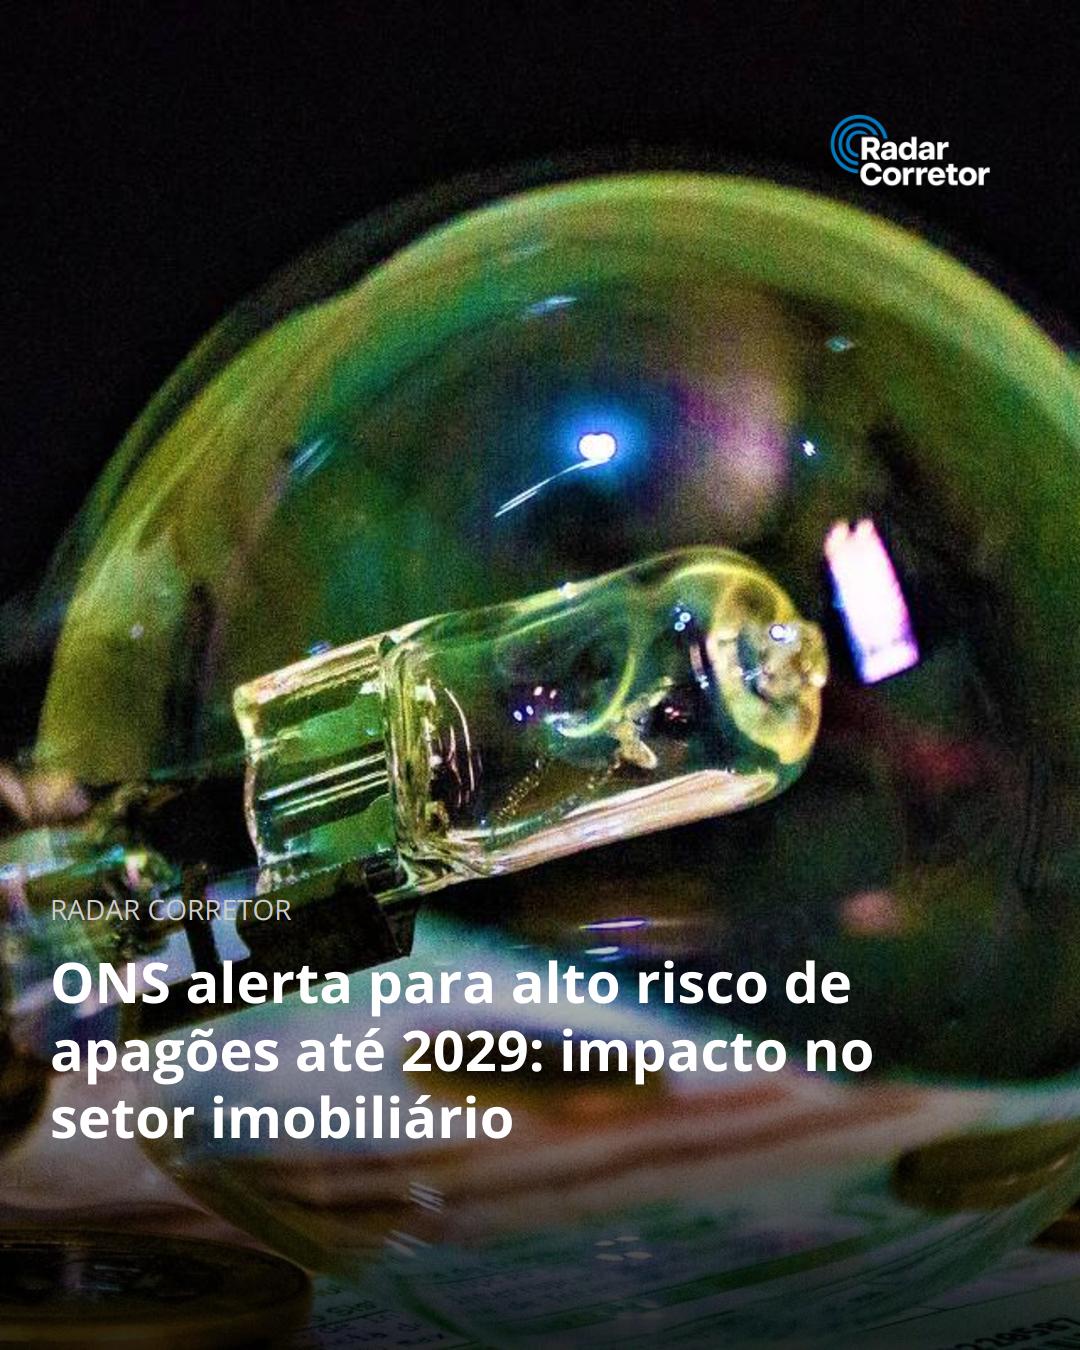 Radar
Corretor
RADAR CORRETOR
ONS alerta para alto risco de
apagões até 2029: impacto no
setor imobiliário